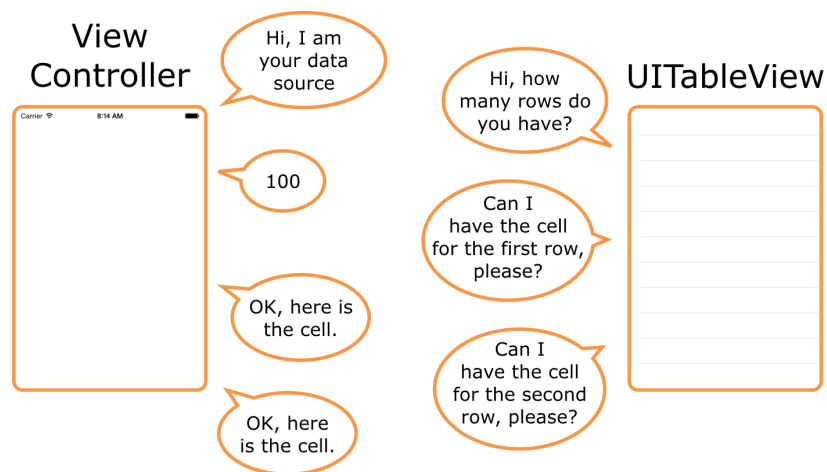 View
Controller
Carrier
8:14 AM
Hi, I am
your data
source
Hi, how
many rows do
you have?
UITableView
100
Can I
have the cell
for the first row,
please?
OK, here is
the cell.
Can I
have the cell
for the second
row, please?
OK, here
is the cell.